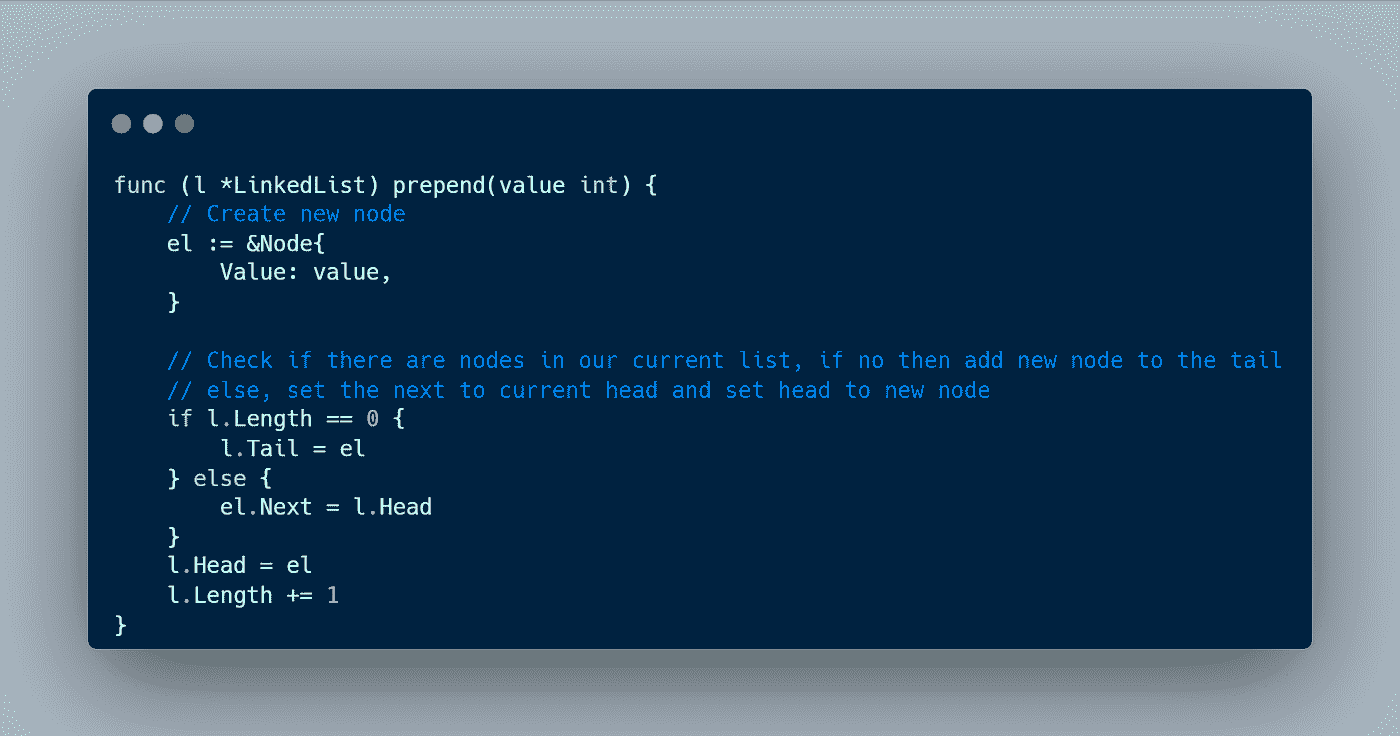 func (l *LinkedList) prepend(value int) {
    // Create new node
    el := &Node{
        Value: value,
    }

    // Check if there are nodes in our current list, if no then add new node to the tail
    // else, set the next to current head and set head to new node
    if l.Length == 0 {
        l.Tail = el
    } else {
        el.Next = l.Head
    }
    l.Head = el
    l.Length += 1
}